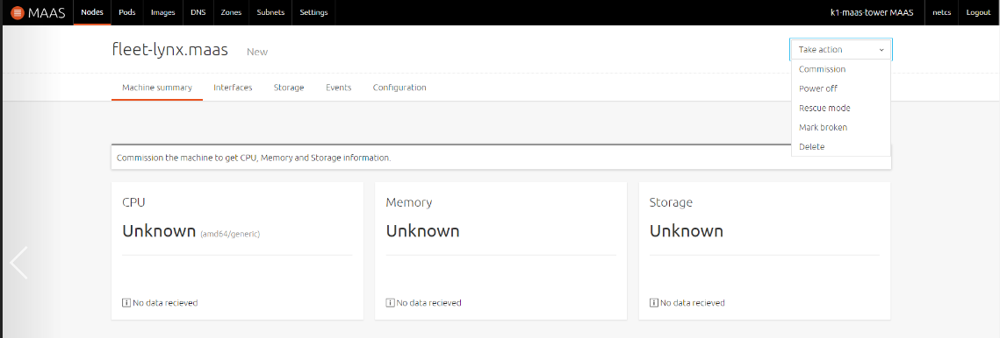 MAAS Nodes Pods Images DNS Zones Subnets Settings k1-maas-tower MAAS netcs Logout
fleet-lynx.maas New Take action
Commission
Power off
Rescue mode
Mark broken
Delete
Machine summary Interfaces Storage Events Configuration
Commission the machine to get CPU, Memory and Storage information.
CPU
Unknown (amd64/generic)
No data recieved
Memory
Unknown
No data recieved
Storage
Unknown
No data recieved